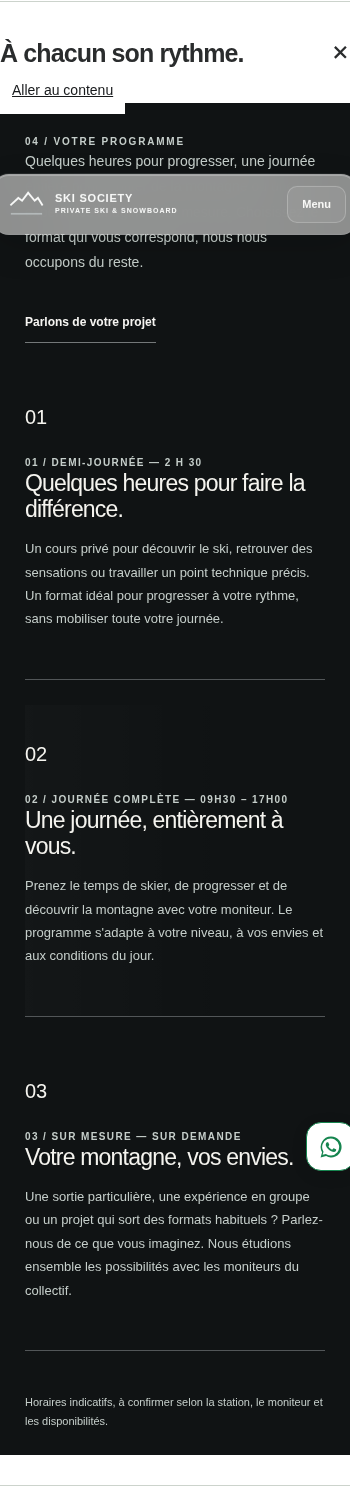 À chacun son rythme.
Aller au contenu
04 / VOTRE PROGRAMME
Quelques heures pour progresser, une journée
SKI SOCIETY
PRIVATE SKI & SNOWBOARD
Menu
format qui vous correspond, nous nous
occupons du reste.
Parlons de votre projet
01
01 / DEMI-JOURNÉE — 2 H 30
Quelques heures pour faire la
différence.
Un cours privé pour découvrir le ski, retrouver des
sensations ou travailler un point technique précis.
Un format idéal pour progresser à votre rythme,
sans mobiliser toute votre journée.
02
02 / JOURNÉE COMPLÈTE — 09H30 – 17H00
Une journée, entièrement à
vous.
Prenez le temps de skier, de progresser et de
découvrir la montagne avec votre moniteur. Le
programme s'adapte à votre niveau, à vos envies et
aux conditions du jour.
03
03 / SUR MESURE — SUR DEMANDE
Votre montagne, vos envies.
Une sortie particulière, une expérience en groupe
ou un projet qui sort des formats habituels ? Parlez-
nous de ce que vous imaginez. Nous étudions
ensemble les possibilités avec les moniteurs du
collectif.
Horaires indicatifs, à confirmer selon la station, le moniteur et
les disponibilités.